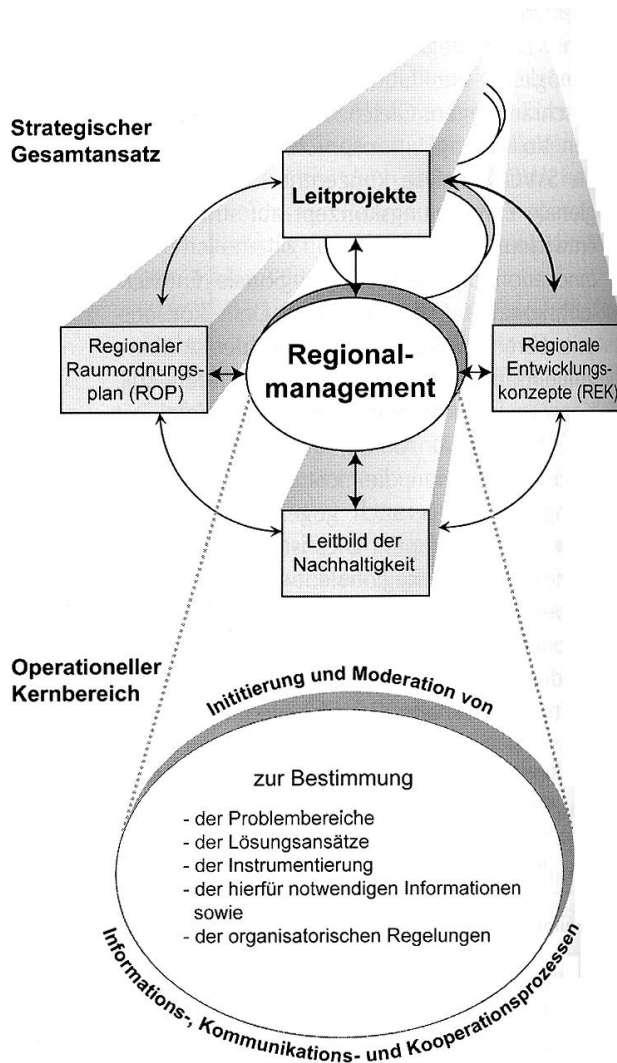 Strategischer
Gesamtansatz
Leitprojekte
Regionaler
Raumordnungs-
plan (ROP)
Regional-
management
Regionale
Entwicklungs-
konzepte (REK)
Leitbild der
Nachhaltigkeit
Operationeller
Kernbereich
Inititierung und Moderation von
zur Bestimmung
- der Problembereiche
- der Lösungsansätze
- der Instrumentierung
- der hierfür notwendigen Informationen
sowie
- der organisatorischen Regelungen
Informations-, Kommunikations- und Kooperationsprozessen